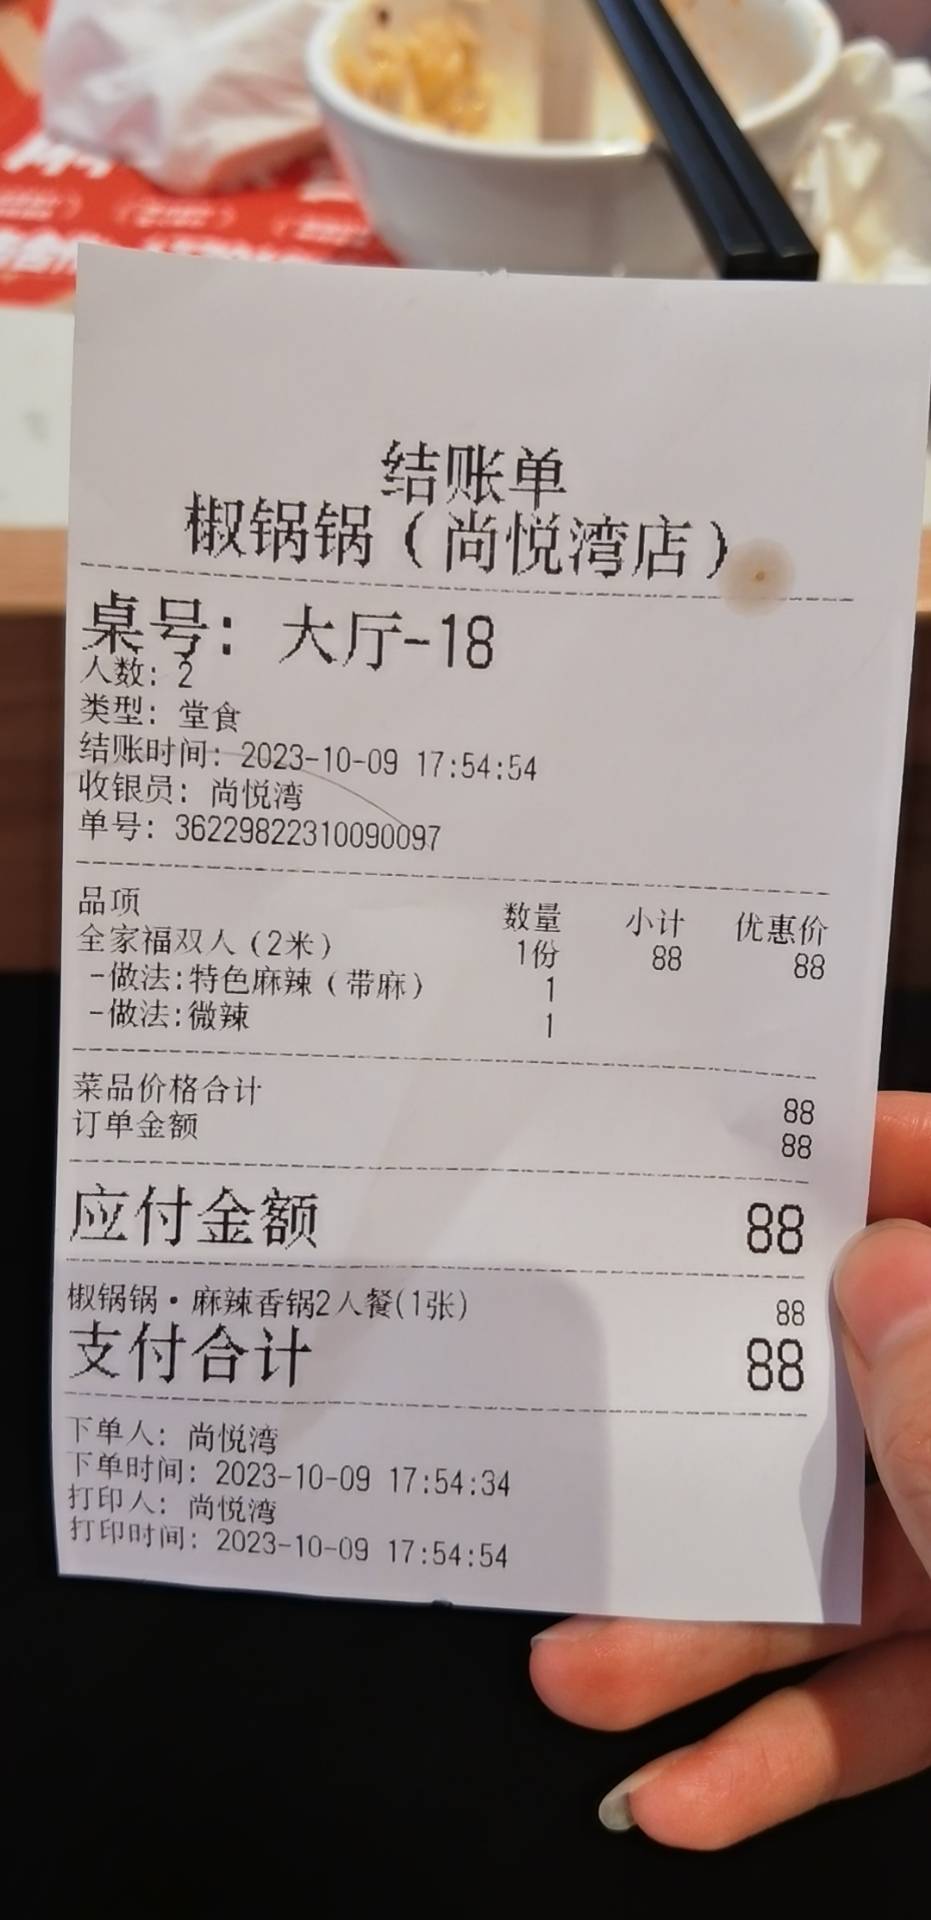 结账单
椒锅锅（尚悦湾店）
桌号: 大厅-18
人数: 2
类型: 堂食
结账时间: 2023-10-09 17:54:54
收银员: 尚悦湾
单号: 36229822310090097
品项 数量 小计 优惠价
全家福双人（2米） 1份 88 88
-做法:特色麻辣（带麻） 1
-做法:微辣 1
菜品价格合计 88
订单金额 88
应付金额 88
椒锅锅·麻辣香锅2人餐(1张) 88
支付合计 88
下单人: 尚悦湾
下单时间: 2023-10-09 17:54:34
打印人: 尚悦湾
打印时间: 2023-10-09 17:54:54